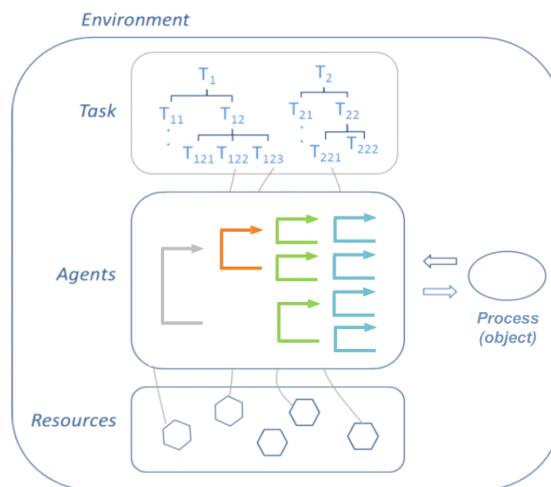 Environment
Task
T1
T2
T11
T12
T21
T22
T121
T122
T123
T221
T222
Agents
Process
(object)
Resources